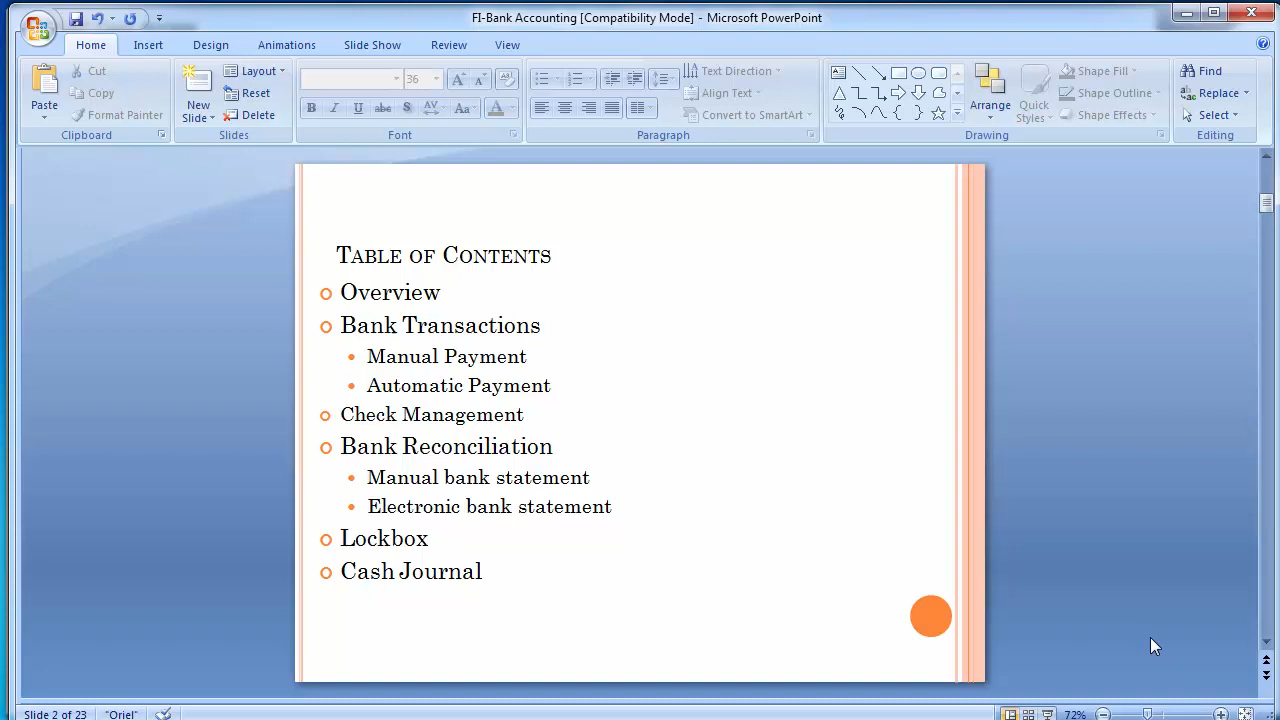 FI-Bank Accounting [Compatibility Mode] - Microsoft PowerPoint
Home Insert Design Animations Slide Show Review View
Paste Cut Copy Format Painter
Clipboard
New Slide Layout Reset Delete
Slides
36
B I U abc S AV Aa A
Font
Text Direction Align Text Convert to SmartArt
Paragraph
Arrange Quick Styles Shape Fill Shape Outline Shape Effects
Drawing
Find Replace Select
Editing
Table of Contents
Overview
Bank Transactions
Manual Payment
Automatic Payment
Check Management
Bank Reconciliation
Manual bank statement
Electronic bank statement
Lockbox
Cash Journal
Slide 2 of 23 "Oriel" 72%